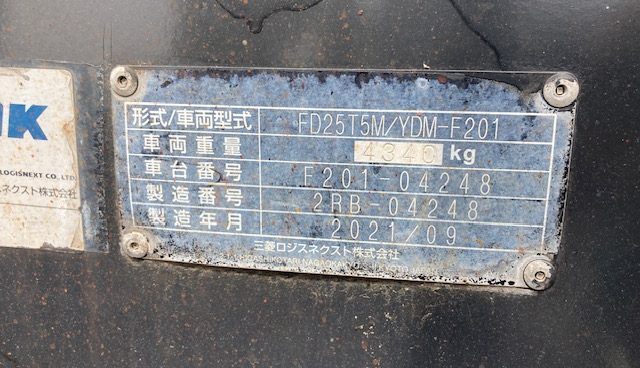 NK
LOGISNEXT CO., LTD.
ネクスト株式会社
形式/車両型式 FD25T5M/YDM-F201
車両重量 4340 kg
車台番号 F201-04248
製造番号 2RB-04248
製造年月 2021/09
三菱ロジスネクスト株式会社
HIGASHIKOTARI NAGAOKA